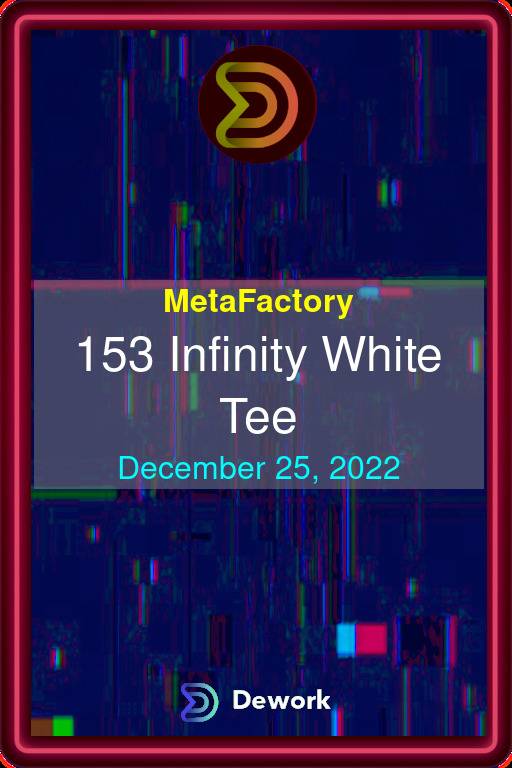 MetaFactory
153 Infinity White
Tee
December 25, 2022
Dework